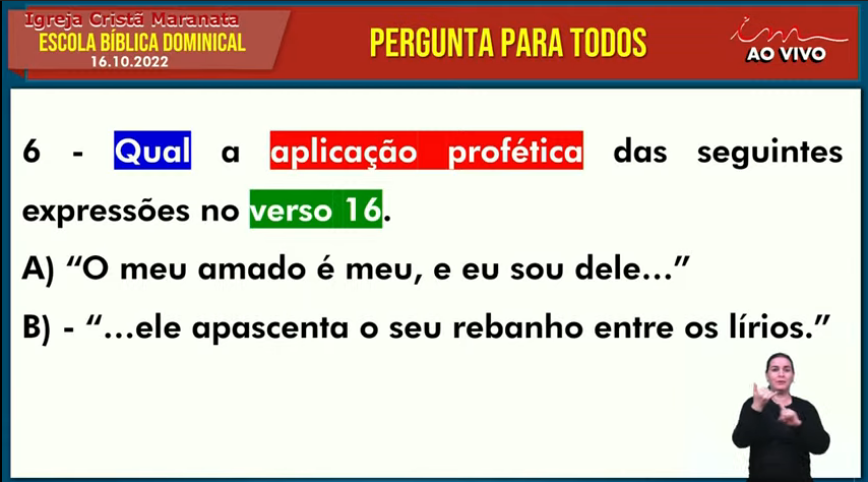 Igreja Cristã Maranata
ESCOLA BÍBLICA DOMINICAL
16.10.2022
PERGUNTA PARA TODOS
im
AO VIVO
6 - Qual a aplicação profética das seguintes
expressões no verso 16.
A) “O meu amado é meu, e eu sou dele...”
B) - “...ele apascenta o seu rebanho entre os lírios.”